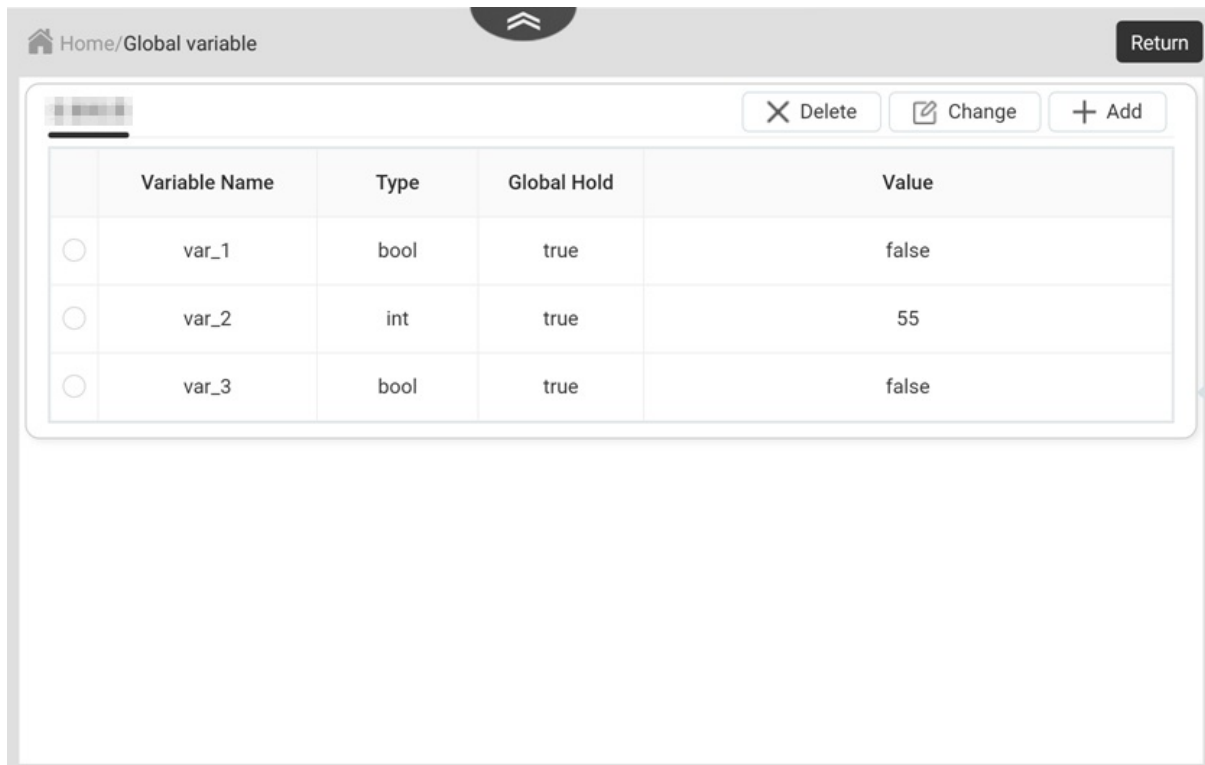 Home/Global variable
Return
Delete
Change
Add
Variable Name Type Global Hold Value
var_1 bool true false
var_2 int true 55
var_3 bool true false